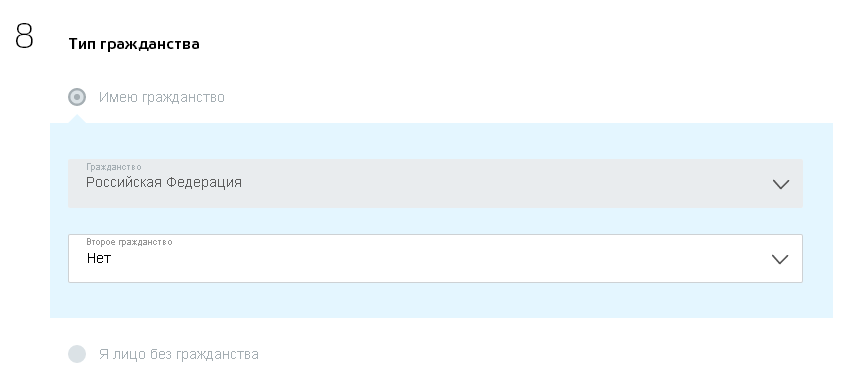 8
Тип гражданства
Имею гражданство
Гражданство
Российская Федерация
Второе гражданство
Нет
Я лицо без гражданства